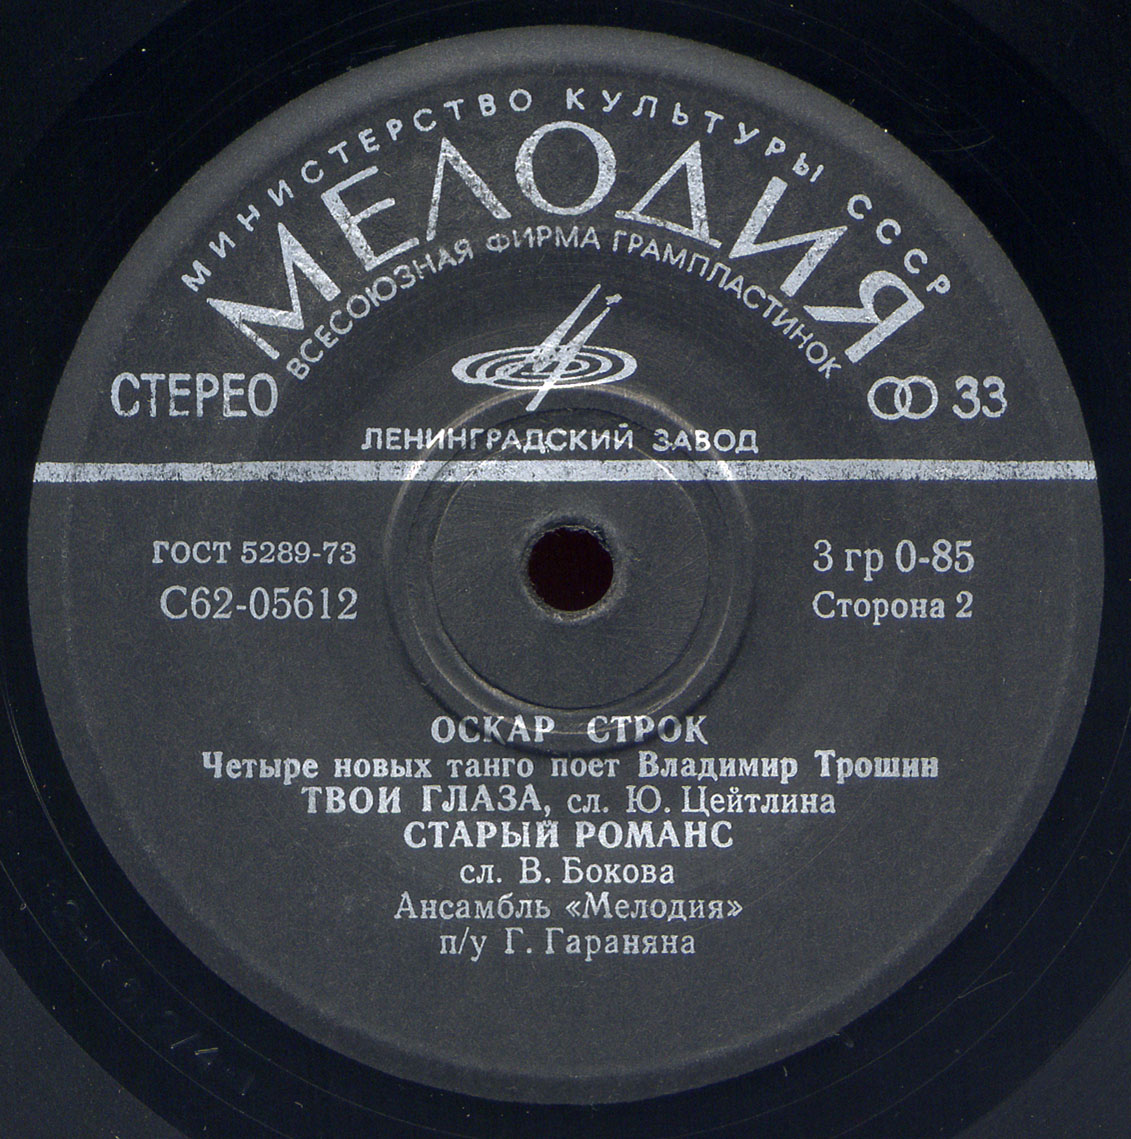 МИНИСТЕРСТВО КУЛЬТУРЫ СССР
МЕЛОДИЯ
ВСЕСОЮЗНАЯ ФИРМА ГРАМПЛАСТИНОК
СТЕРЕО
33
ЛЕНИНГРАДСКИЙ ЗАВОД
ГОСТ 5289-73
3 гр 0-85
С62-05612
Сторона 2
ОСКАР СТРОК
Четыре новых танго поет Владимир Трошин
ТВОИ ГЛАЗА, сл. Ю. Цейтлина
СТАРЫЙ РОМАНС
сл. В. Бокова
Ансамбль «Мелодия»
п/у Г. Гараняна